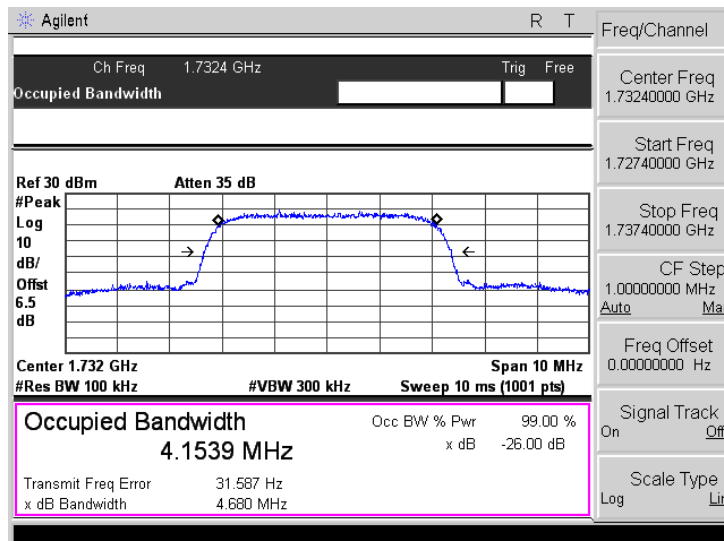 Agilent R T
Ch Freq 1.7324 GHz Trig Free
Occupied Bandwidth
Ref 30 dBm Atten 35 dB
#Peak
Log
10
dB/
Offst
6.5
dB
Center 1.732 GHz Span 10 MHz
#Res BW 100 kHz #VBW 300 kHz Sweep 10 ms (1001 pts)
Occupied Bandwidth Occ BW % Pwr 99.00 %
4.1539 MHz x dB -26.00 dB
Transmit Freq Error 31.587 Hz
x dB Bandwidth 4.680 MHz
Freq/Channel
Center Freq
1.73240000 GHz
Start Freq
1.72740000 GHz
Stop Freq
1.73740000 GHz
CF Step
1.00000000 MHz
Auto Ma
Freq Offset
0.00000000 Hz
Signal Track
On Off
Scale Type
Log Lin